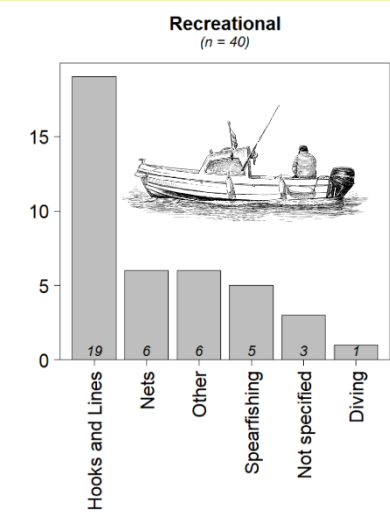 Recreational
(n = 40)
15
10
5
0
19
6
6
5
3
1
Hooks and Lines
Nets
Other
Spearfishing
Not specified
Diving